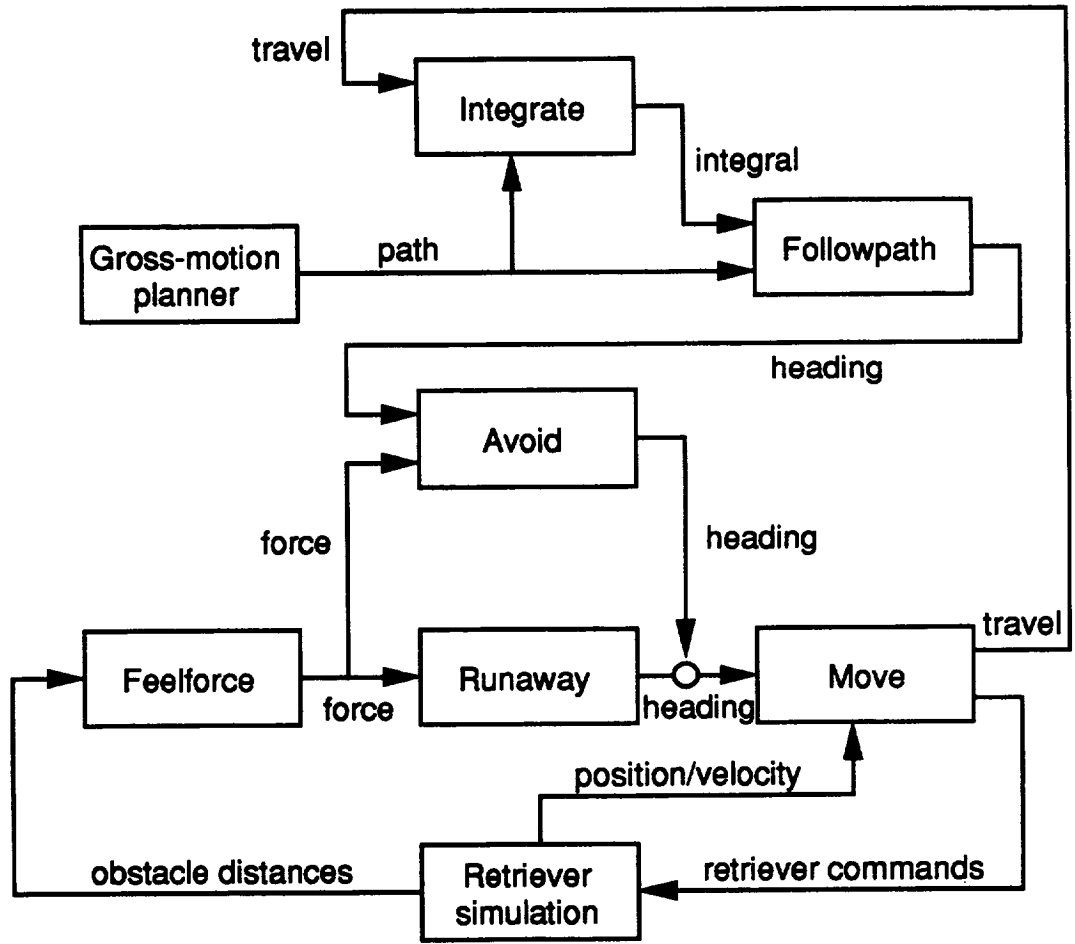 travel
Integrate
integral
Gross-motion
planner
path
Followpath
heading
Avoid
force
heading
travel
Feelforce
force
Runaway
heading
Move
position/velocity
obstacle distances
Retriever
simulation
retriever commands